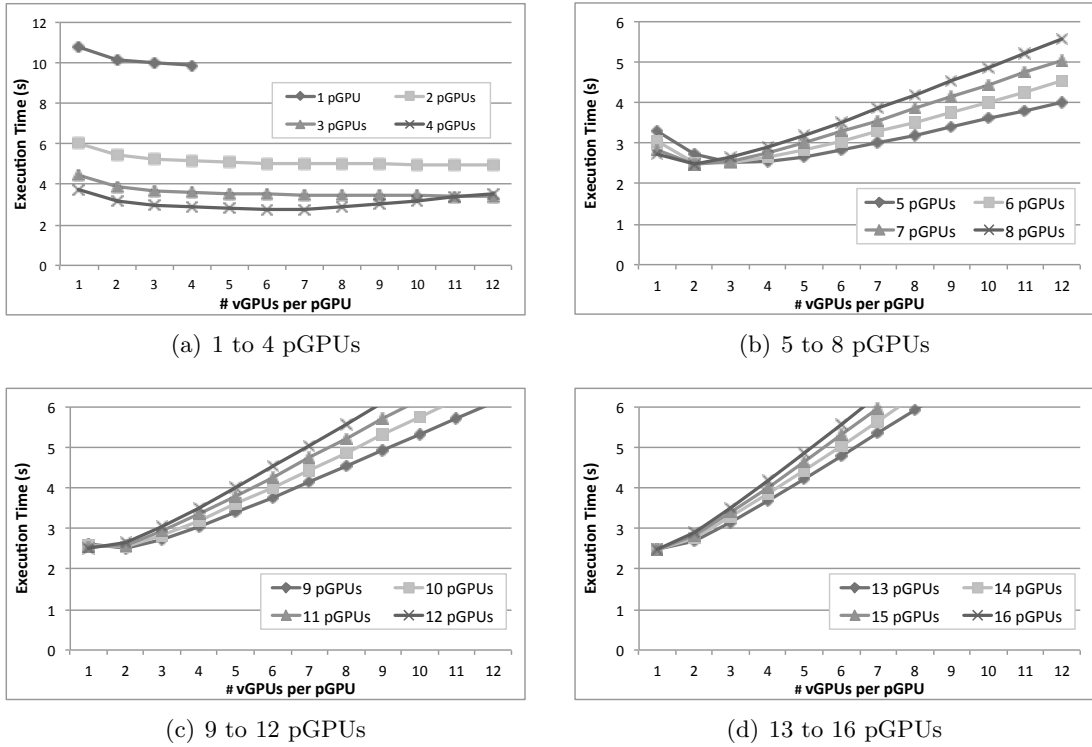 12
10
8
6
4
2
0
Execution Time (s)
1 pGPU
2 pGPUs
3 pGPUs
4 pGPUs
1 2 3 4 5 6 7 8 9 10 11 12
# vGPUs per pGPU
(a) 1 to 4 pGPUs
6
5
4
3
2
1
0
Execution Time (s)
5 pGPUs
6 pGPUs
7 pGPUs
8 pGPUs
1 2 3 4 5 6 7 8 9 10 11 12
# vGPUs per pGPU
(b) 5 to 8 pGPUs
6
5
4
3
2
1
0
Execution Time (s)
9 pGPUs
10 pGPUs
11 pGPUs
12 pGPUs
1 2 3 4 5 6 7 8 9 10 11 12
# vGPUs per pGPU
(c) 9 to 12 pGPUs
6
5
4
3
2
1
0
Execution Time (s)
13 pGPUs
14 pGPUs
15 pGPUs
16 pGPUs
1 2 3 4 5 6 7 8 9 10 11 12
# vGPUs per pGPU
(d) 13 to 16 pGPUs